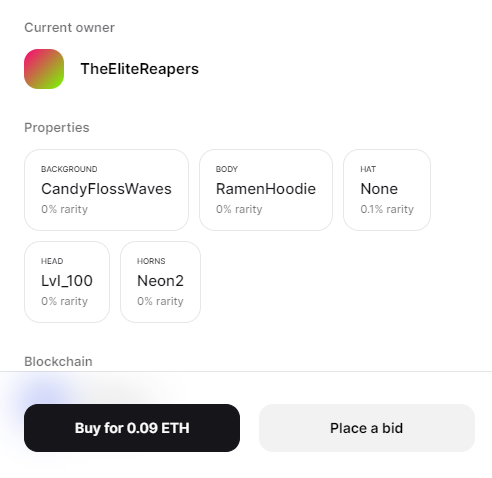 Current owner
TheEliteReapers
Properties
BACKGROUND
CandyFlossWaves
0% rarity
BODY
RamenHoodie
0% rarity
HAT
None
0.1% rarity
HEAD
Lvl_100
0% rarity
HORNS
Neon2
0% rarity
Blockchain
Buy for 0.09 ETH
Place a bid